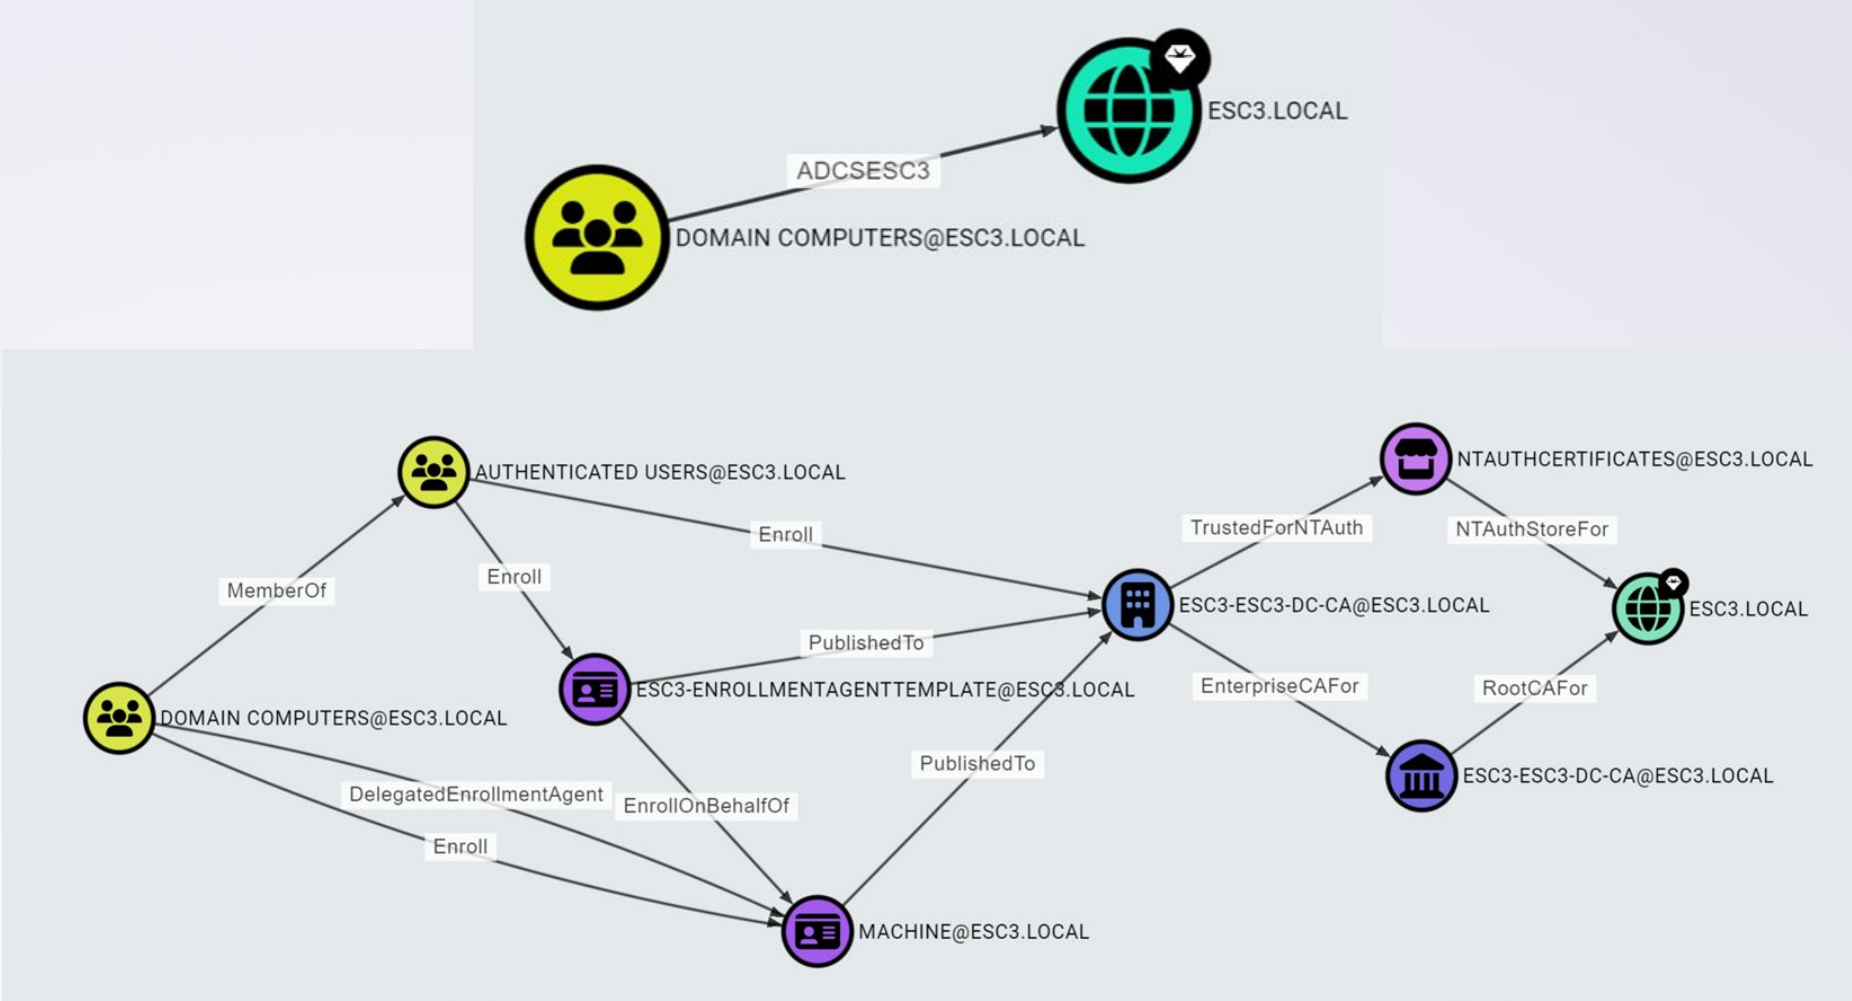 ESC3.LOCAL
ADCSESC3
DOMAIN COMPUTERS@ESC3.LOCAL
NTAUTHCERTIFICATES@ESC3.LOCAL
AUTHENTICATED USERS@ESC3.LOCAL
TrustedForNTAuth
NTAuthStoreFor
Enroll
Enroll
MemberOf
ESC3-ESC3-DC-CA@ESC3.LOCAL
ESC3.LOCAL
PublishedTo
EnterpriseCAFor
RootCAFor
ESC3-ENROLLMENTAGENTTEMPLATE@ESC3.LOCAL
DOMAIN COMPUTERS@ESC3.LOCAL
PublishedTo
ESC3-ESC3-DC-CA@ESC3.LOCAL
DelegatedEnrollmentAgent
EnrollOnBehalfOf
Enroll
MACHINE@ESC3.LOCAL